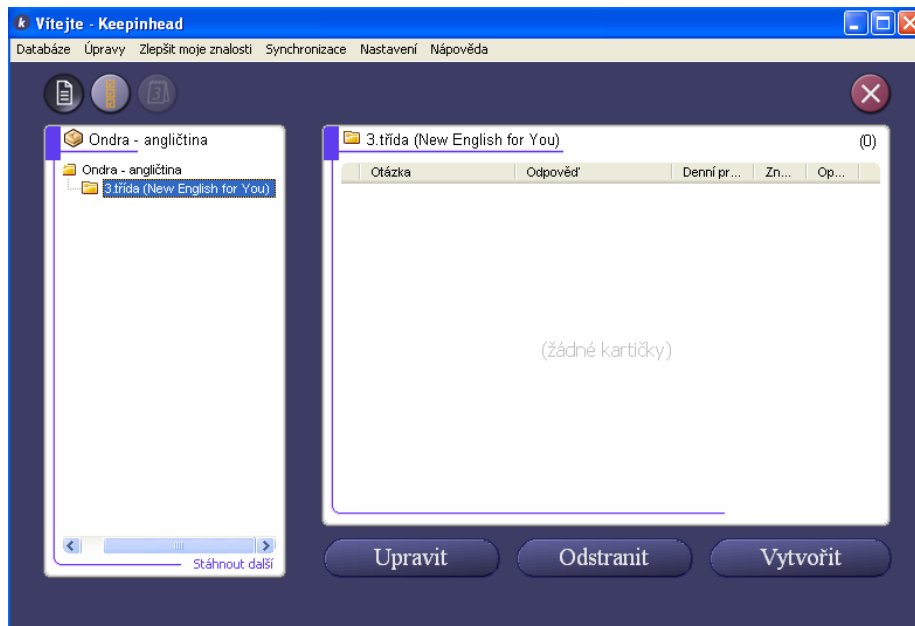 k Vítejte - Keepinhead
Databáze Úpravy Zlepšit moje znalosti Synchronizace Nastavení Nápověda
3
Ondra - angličtina
Ondra - angličtina
3.třída (New English for You)
Stáhnout další
3.třída (New English for You) (0)
Otázka Odpověď Denní pr... Zn... Op...
(žádné kartičky)
Upravit Odstranit Vytvořit